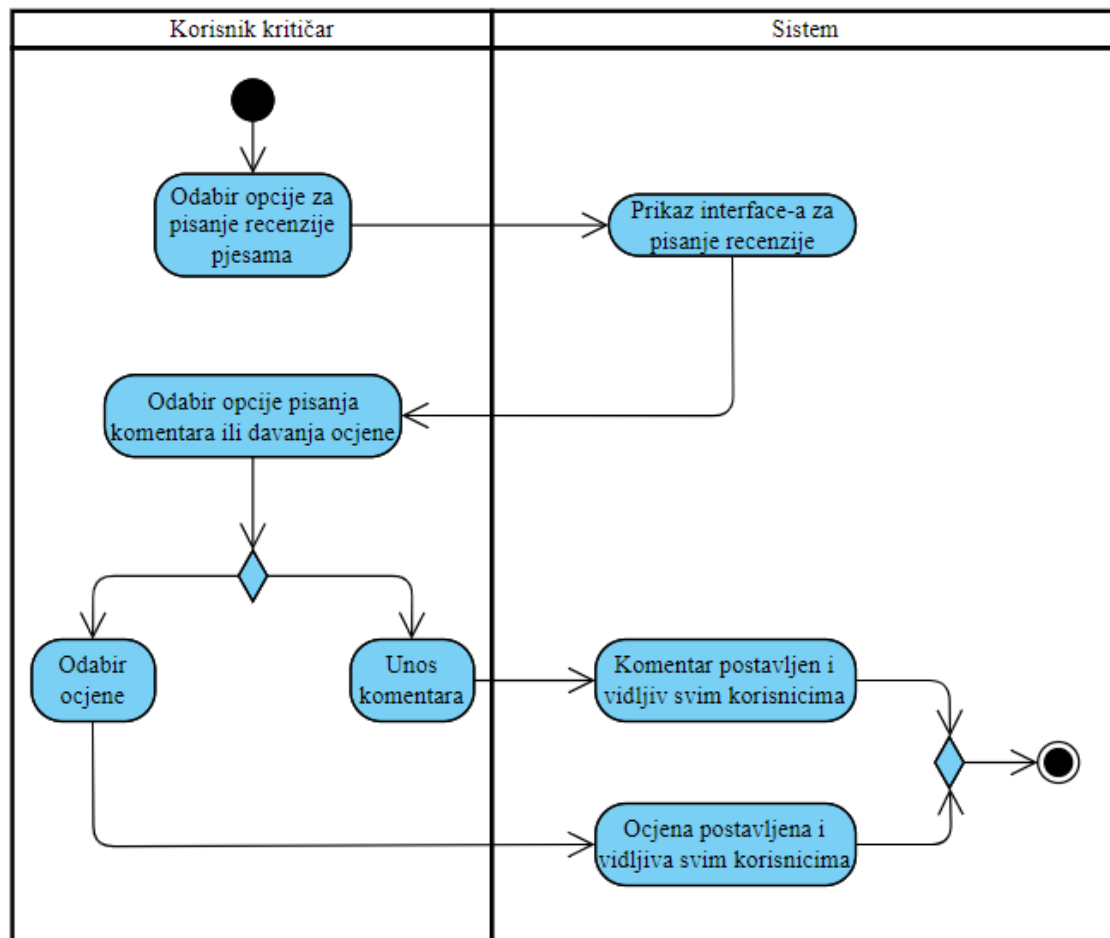 Korisnik kritičar
Sistem
Odabir opcije za
pisanje recenzije
pjesama
Prikaz interface-a za
pisanje recenzije
Odabir opcije pisanja
komentara ili davanja ocjene
Odabir
ocjene
Unos
komentara
Komentar postavljen i
vidljiv svim korisnicima
Ocjena postavljena i
vidljiva svim korisnicima